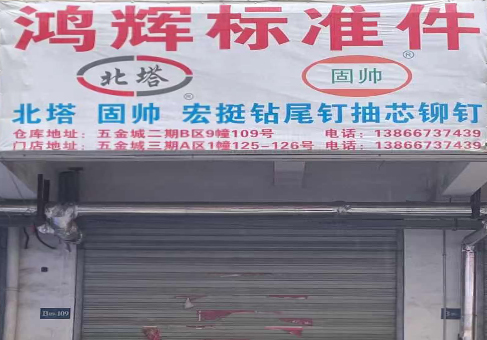 鸿辉标准件
北塔 固帅 ®
北塔 固帅 ® 宏挺钻尾钉抽芯铆钉
仓库地址：五金城二期B区9幢109号 电话：13866737439
门店地址：五金城三期A区1幢125-126号 电话：13866737439
109